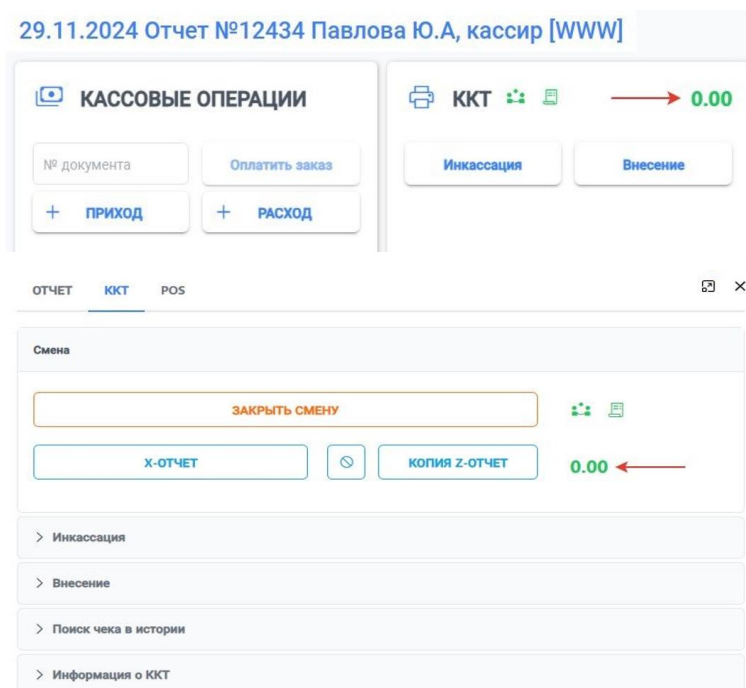 29.11.2024 Отчет №12434 Павлова Ю.А, кассир [WWW]
КАССОВЫЕ ОПЕРАЦИИ
№ документа
Оплатить заказ
+ ПРИХОД
+ РАСХОД
ККТ
0.00
Инкассация
Внесение
ОТЧЕТ ККТ POS
Смена
ЗАКРЫТЬ СМЕНУ
X-ОТЧЕТ
КОПИЯ Z-ОТЧЕТ
0.00
Инкассация
Внесение
Поиск чека в истории
Информация о ККТ